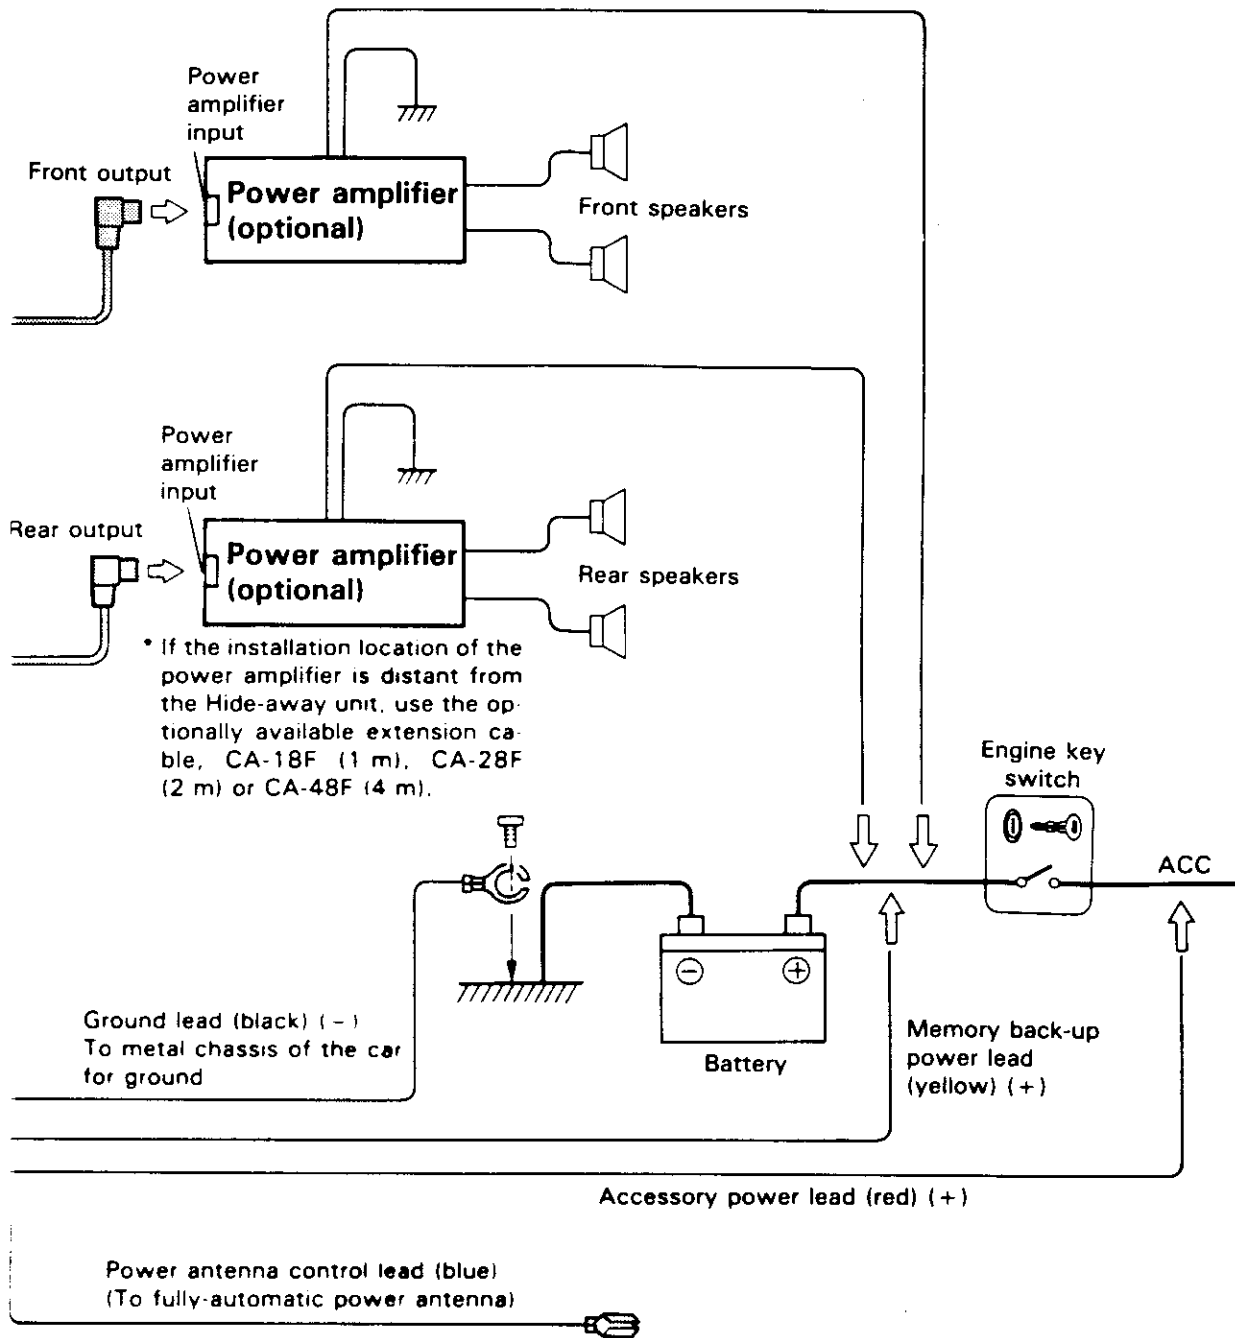 Power
amplifier
input
Front output
Power amplifier
(optional)
Front speakers
Power
amplifier
input
Rear output
Power amplifier
(optional)
Rear speakers
* If the installation location of the
power amplifier is distant from
the Hide-away unit, use the op-
tionally available extension ca-
ble, CA-18F (1 m), CA-28F
(2 m) or CA-48F (4 m).
Engine key
switch
ACC
− +
Battery
Ground lead (black) (−)
To metal chassis of the car
for ground
Memory back-up
power lead
(yellow) (+)
Accessory power lead (red) (+)
Power antenna control lead (blue)
(To fully-automatic power antenna)